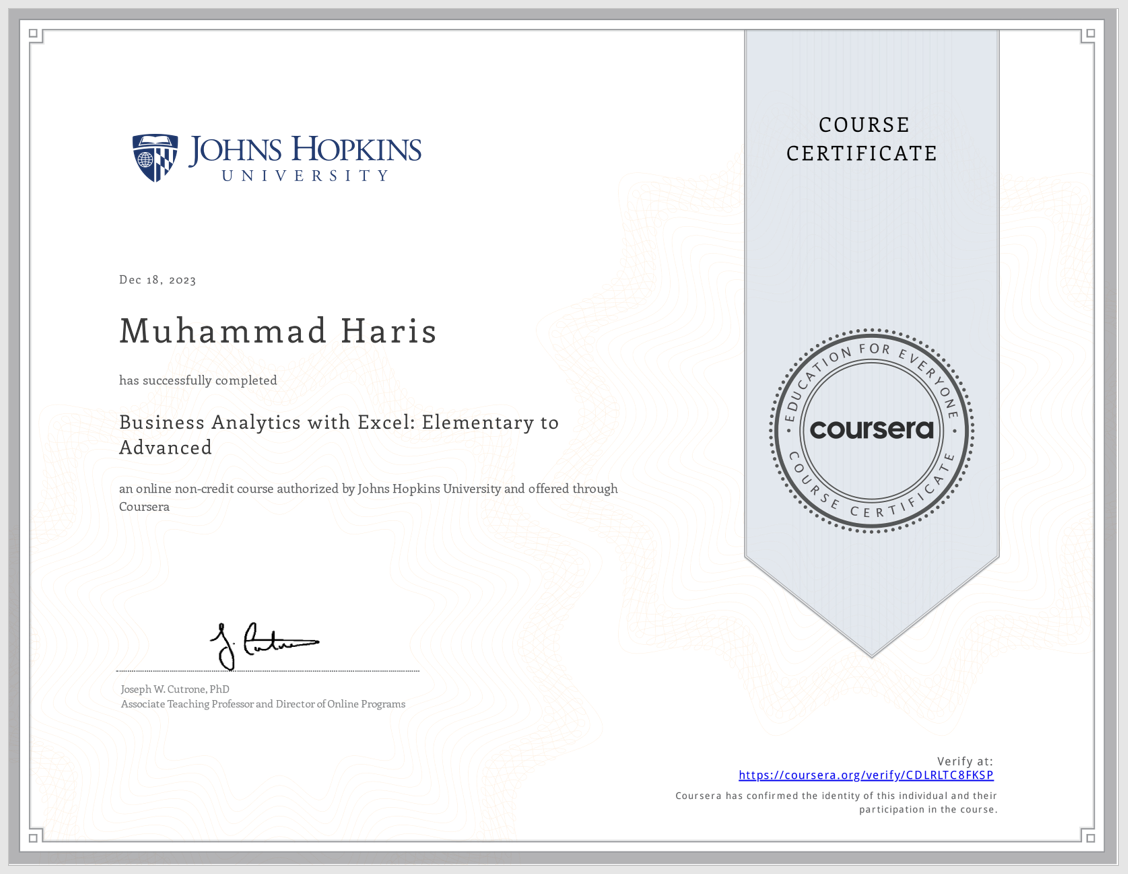 JOHNS HOPKINS
UNIVERSITY
COURSE
CERTIFICATE
Dec 18, 2023
Muhammad Haris
has successfully completed
Business Analytics with Excel: Elementary to
Advanced
an online non-credit course authorized by Johns Hopkins University and offered through
Coursera
EDUCATION FOR EVERYONE
coursera
COURSE CERTIFICATE
J. Cutrone
Joseph W. Cutrone, PhD
Associate Teaching Professor and Director of Online Programs
Verify at:
https://coursera.org/verify/CDLRLTC8FKSP
Coursera has confirmed the identity of this individual and their
participation in the course.